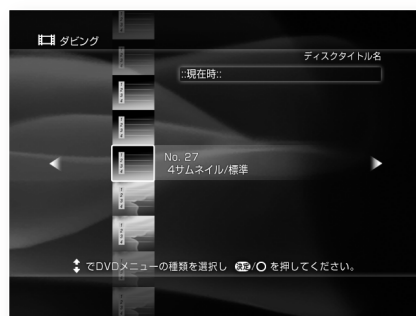 ダビング
ディスクタイトル名
::現在時::
No. 27
4サムネイル/標準
でDVDメニューの種類を選択し 決定/○ を押してください。